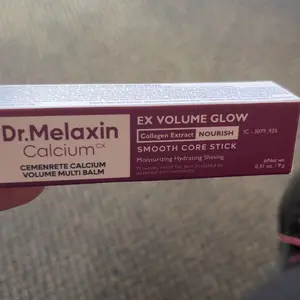 Dr.Melaxin
Calcium CX
CEMENRETE CALCIUM
VOLUME MULTI BALM
EX VOLUME GLOW
Collagen Extract NOURISH
SMOOTH CORE STICK
Moisturizing Hydrating Shining
0.31 oz. / 9 g